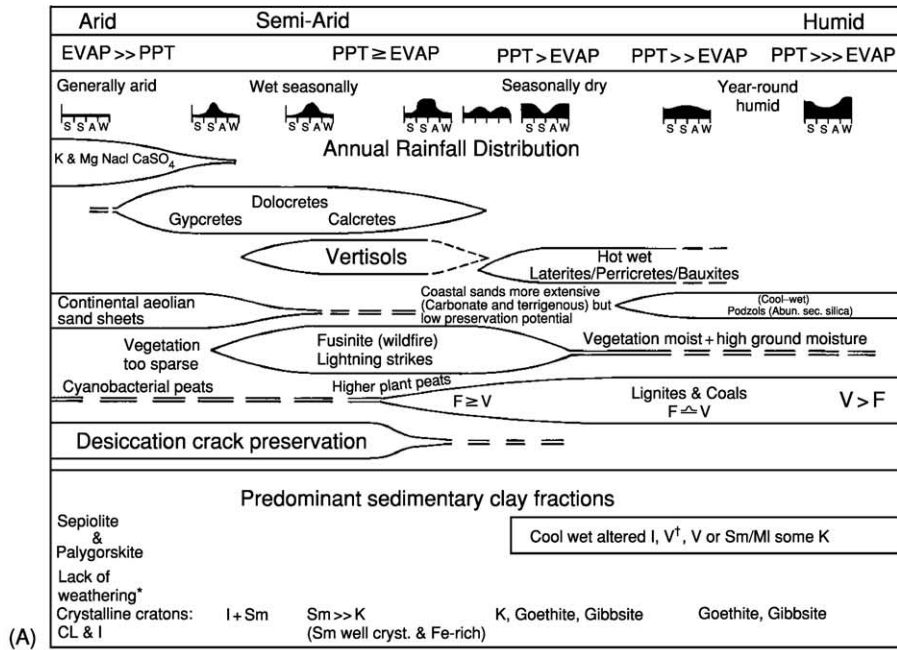 Arid Semi-Arid Humid
EVAP >> PPT PPT ≥ EVAP PPT > EVAP PPT >> EVAP PPT >>> EVAP
Generally arid Wet seasonally Seasonally dry Year-round
humid
S S A W S S A W S S A W S S A W S S A W S S A W S S A W S S A W
Annual Rainfall Distribution
K & Mg Nacl CaSO4
Dolocretes
Gypcretes Calcretes
Vertisols
Hot wet
Laterites/Perricretes/Bauxites
Continental aeolian
sand sheets
Coastal sands more extensive
(Carbonate and terrigenous) but
low preservation potential
(Cool–wet)
Podzols (Abun. sec. silica)
Vegetation
too sparse
Fusinite (wildfire)
Lightning strikes
Vegetation moist + high ground moisture
Cyanobacterial peats Higher plant peats
F ≥ V
Lignites & Coals
F ≏ V
V > F
Desiccation crack preservation
Predominant sedimentary clay fractions
Sepiolite
&
Palygorskite
Cool wet altered I, V†, V or Sm/MI some K
Lack of
weathering*
Crystalline cratons: I + Sm Sm >> K K, Goethite, Gibbsite Goethite, Gibbsite
CL & I (Sm well cryst. & Fe-rich)
(A)